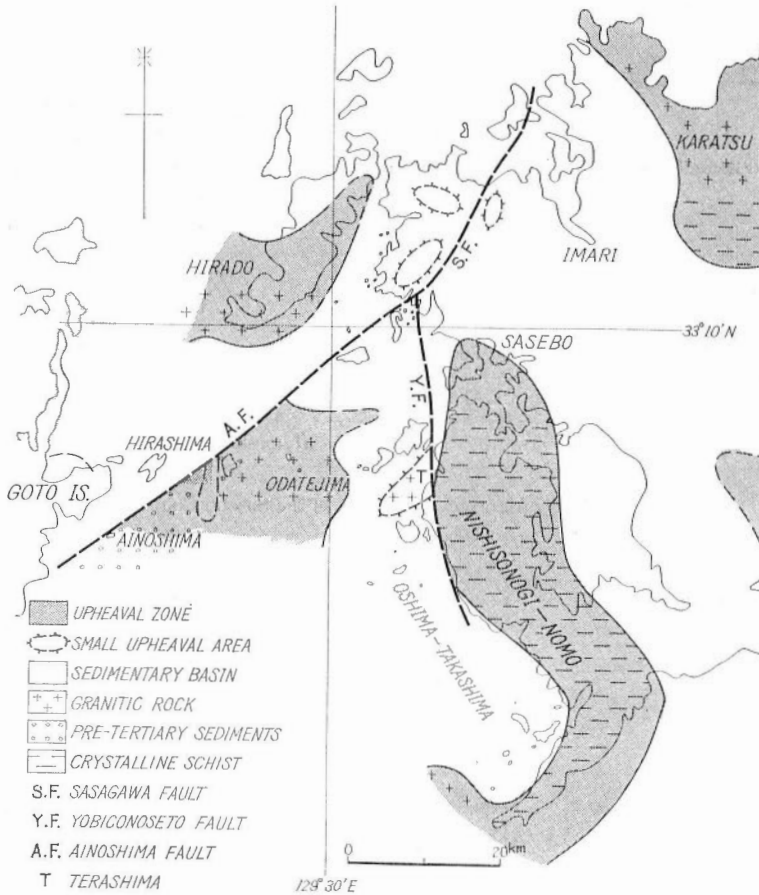 KARATSU
HIRADO
S.F.
IMARI
33°10'N
SASEBO
Y.F.
A.F.
HIRASHIMA
T
ODATEJIMA
GOTO IS.
AINOSHIMA
NISHISONOGI-NOMO
OSHIMA-TAKASHIMA
UPHEAVAL ZONE
SMALL UPHEAVAL AREA
SEDIMENTARY BASIN
GRANITIC ROCK
PRE-TERTIARY SEDIMENTS
CRYSTALLINE SCHIST
S.F. SASAGAWA FAULT
Y.F. YOBICONOSETO FAULT
A.F. AINOSHIMA FAULT
T TERASHIMA
0 20km
129°30'E